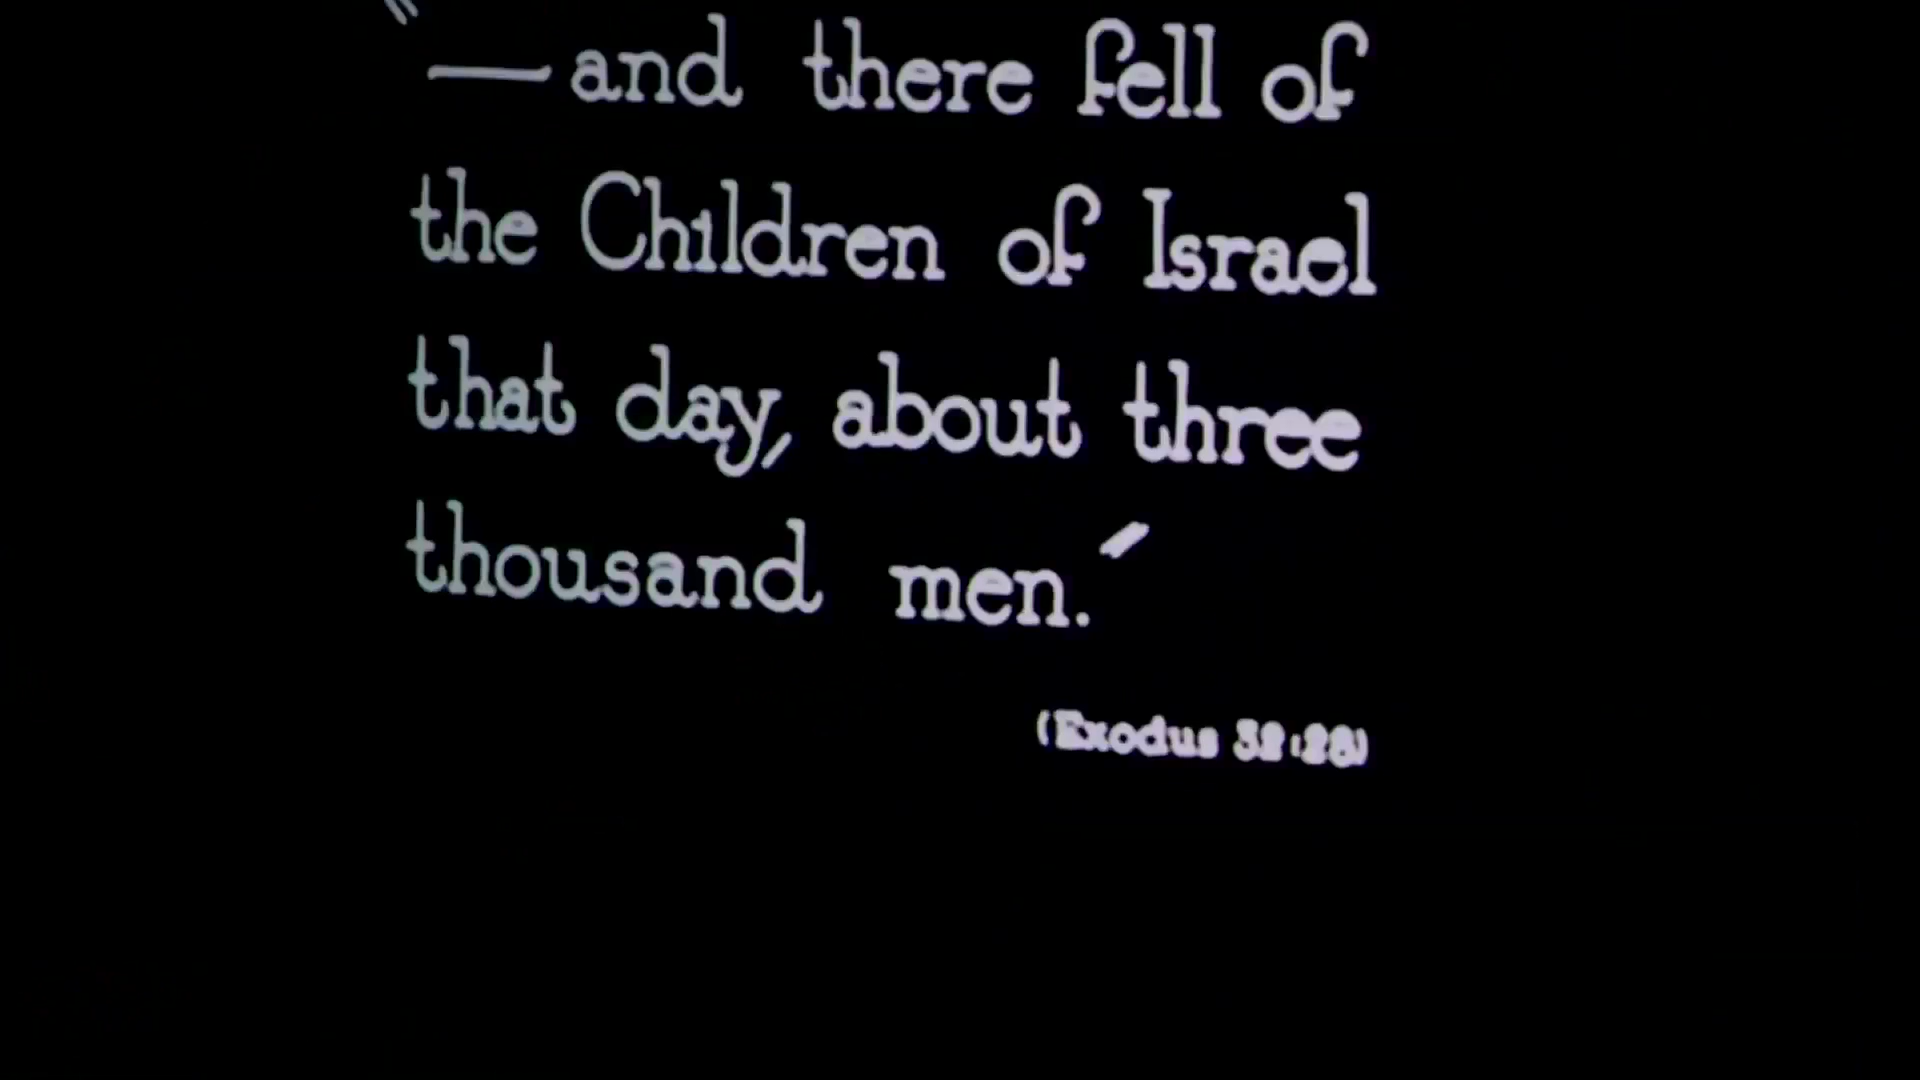 "—and there fell of
the Children of Israel
that day, about three
thousand men."
(Exodus 32:28)